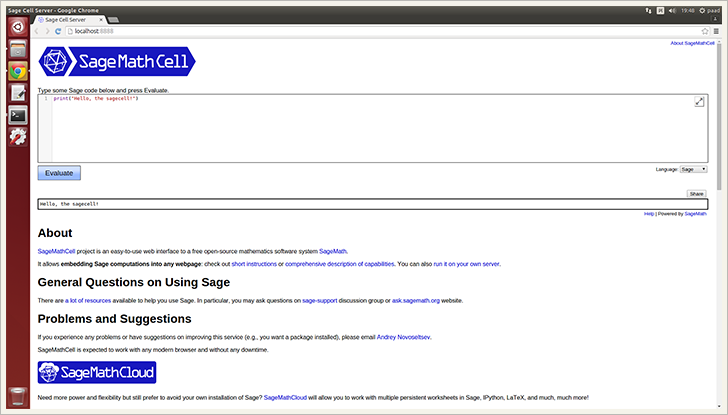 Sage Cell Server - Google Chrome
19:48 paad
Sage Cell Server
localhost:8888
About SageMathCell
SageMathCell
Type some Sage code below and press Evaluate.
1 print("Hello, the sagecell!")
Evaluate
Language: Sage
Share
Hello, the sagecell!
Help | Powered by SageMath
About
SageMathCell project is an easy-to-use web interface to a free open-source mathematics software system SageMath.
It allows embedding Sage computations into any webpage: check out short instructions or comprehensive description of capabilities. You can also run it on your own server.
General Questions on Using Sage
There are a lot of resources available to help you use Sage. In particular, you may ask questions on sage-support discussion group or ask.sagemath.org website.
Problems and Suggestions
If you experience any problems or have suggestions on improving this service (e.g., you want a package installed), please email Andrey Novoseltsev.
SageMathCell is expected to work with any modern browser and without any downtime.
SageMathCloud
Need more power and flexibility but still prefer to avoid your own installation of Sage? SageMathCloud will allow you to work with multiple persistent worksheets in Sage, IPython, LaTeX, and much, much more!